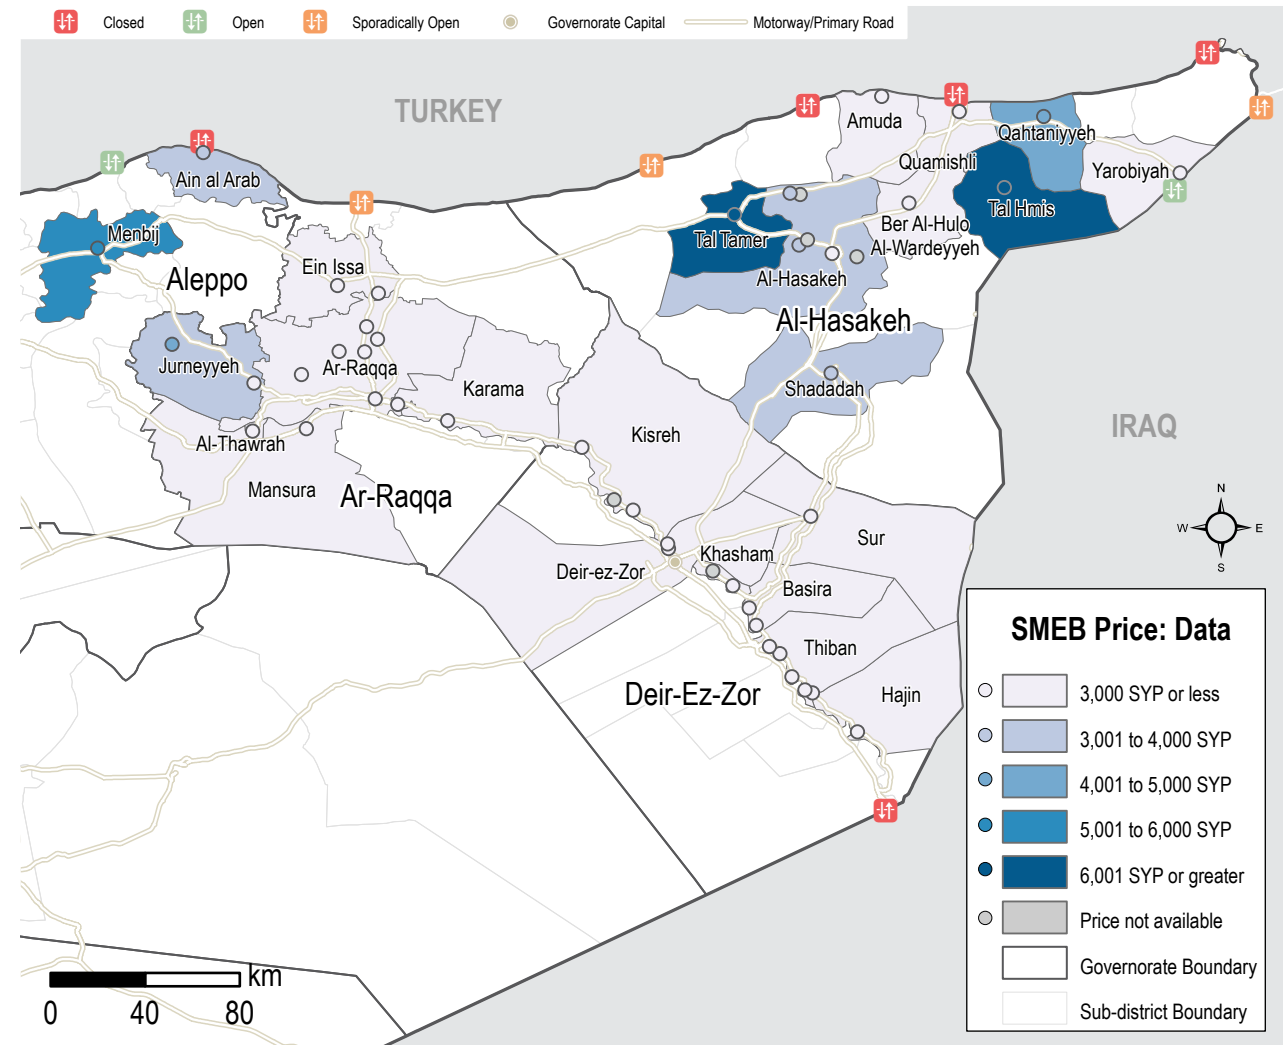 Closed
Open
Sporadically Open
Governorate Capital
Motorway/Primary Road
TURKEY
Amuda
Qahtaniyyeh
Quamishli
Yarobiyah
Ain al Arab
Tal Hmis
Menbij
Tal Tamer
Ber Al-Hulo
Al-Wardeyyeh
Ein Issa
Aleppo
Al-Hasakeh
Al-Hasakeh
Jurneyyeh
Ar-Raqqa
Karama
Shadadah
IRAQ
Kisreh
Al-Thawrah
Mansura
Ar-Raqqa
N
W
E
S
Sur
Khasham
Deir-ez-Zor
Basira
Thiban
Deir-Ez-Zor
Hajin
SMEB Price: Data
3,000 SYP or less
3,001 to 4,000 SYP
4,001 to 5,000 SYP
5,001 to 6,000 SYP
6,001 SYP or greater
Price not available
Governorate Boundary
Sub-district Boundary
km
0
40
80